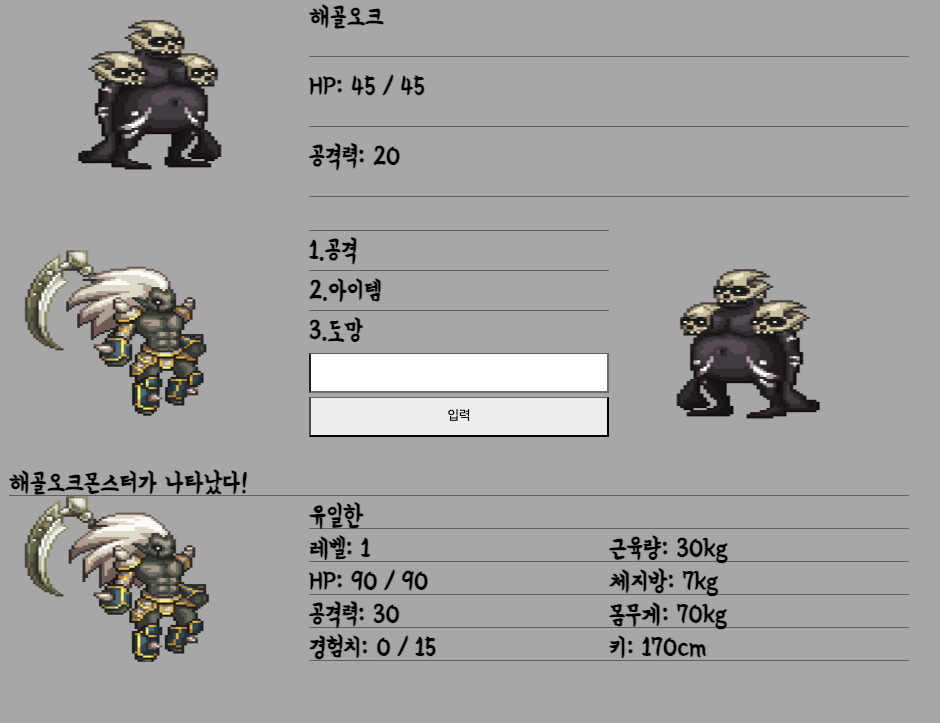 해골오크
HP: 45 / 45
공격력: 20
1.공격
2.아이템
3.도망
입력
해골오크몬스터가 나타났다!
유일한
레벨: 1 근육량: 30kg
HP: 90 / 90 체지방: 7kg
공격력: 30 몸무게: 70kg
경험치: 0 / 15 키: 170cm